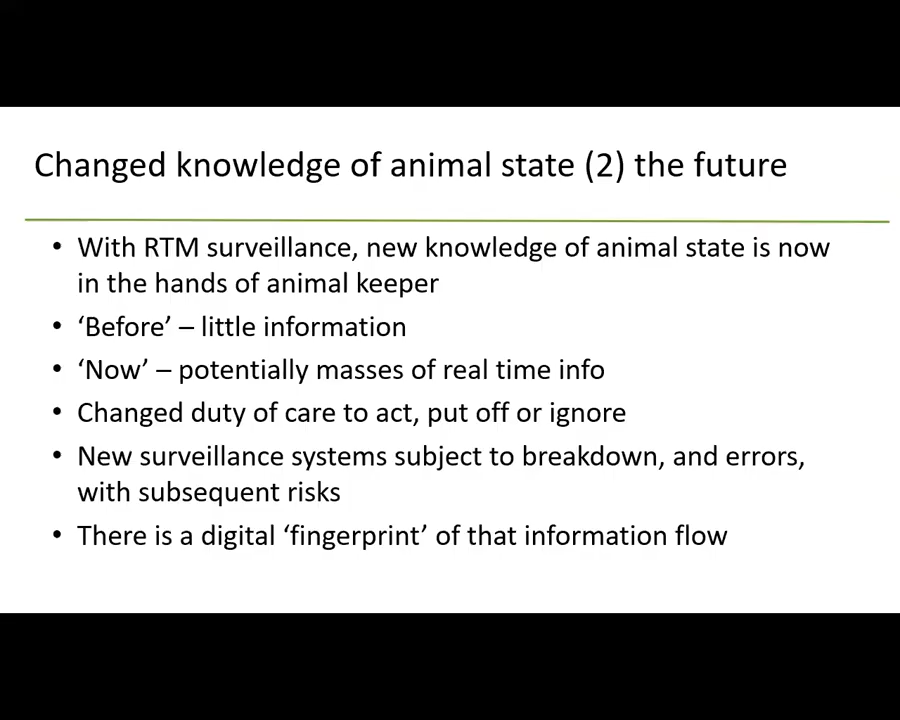 Changed knowledge of animal state (2) the future
• With RTM surveillance, new knowledge of animal state is now
in the hands of animal keeper
• ‘Before’ – little information
• ‘Now’ – potentially masses of real time info
• Changed duty of care to act, put off or ignore
• New surveillance systems subject to breakdown, and errors,
with subsequent risks
• There is a digital ‘fingerprint’ of that information flow